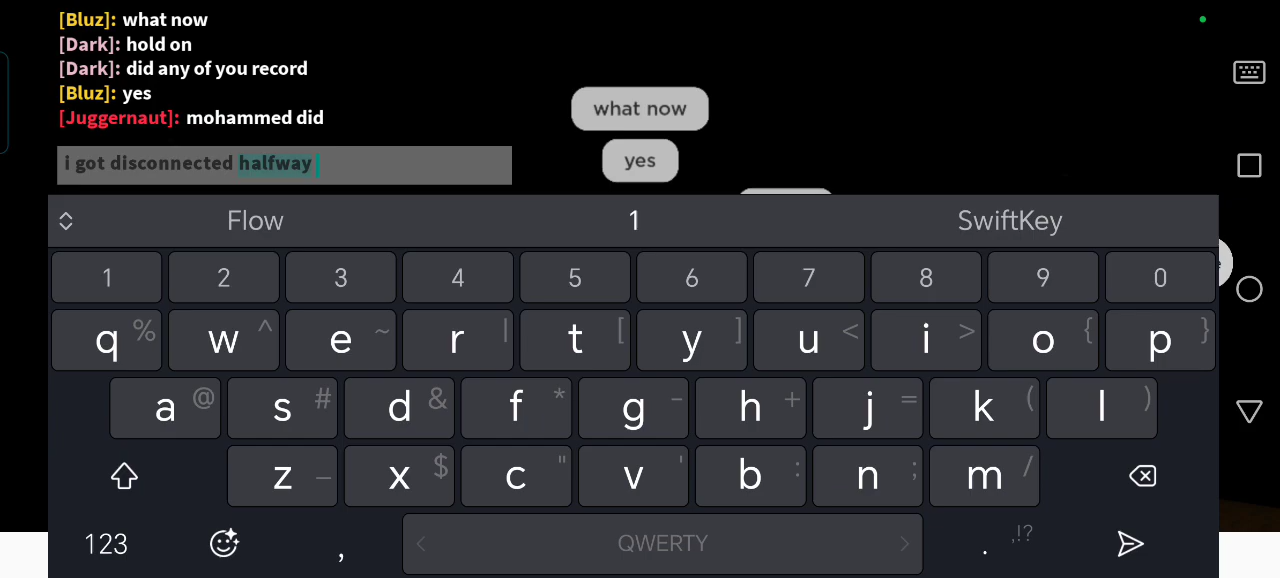 [Bluz]: what now
[Dark]: hold on
[Dark]: did any of you record
[Bluz]: yes
[Juggernaut]: mohammed did
i got disconnected halfway
what now
yes
Flow 1 SwiftKey
1 2 3 4 5 6 7 8 9 0
q % w ^ e ~ r | t [ y ] u < i > o { p }
a @ s # d & f * g - h + j = k ( l )
z _ x $ c " v ' b : n ; m /
123 , < QWERTY > . ,!?